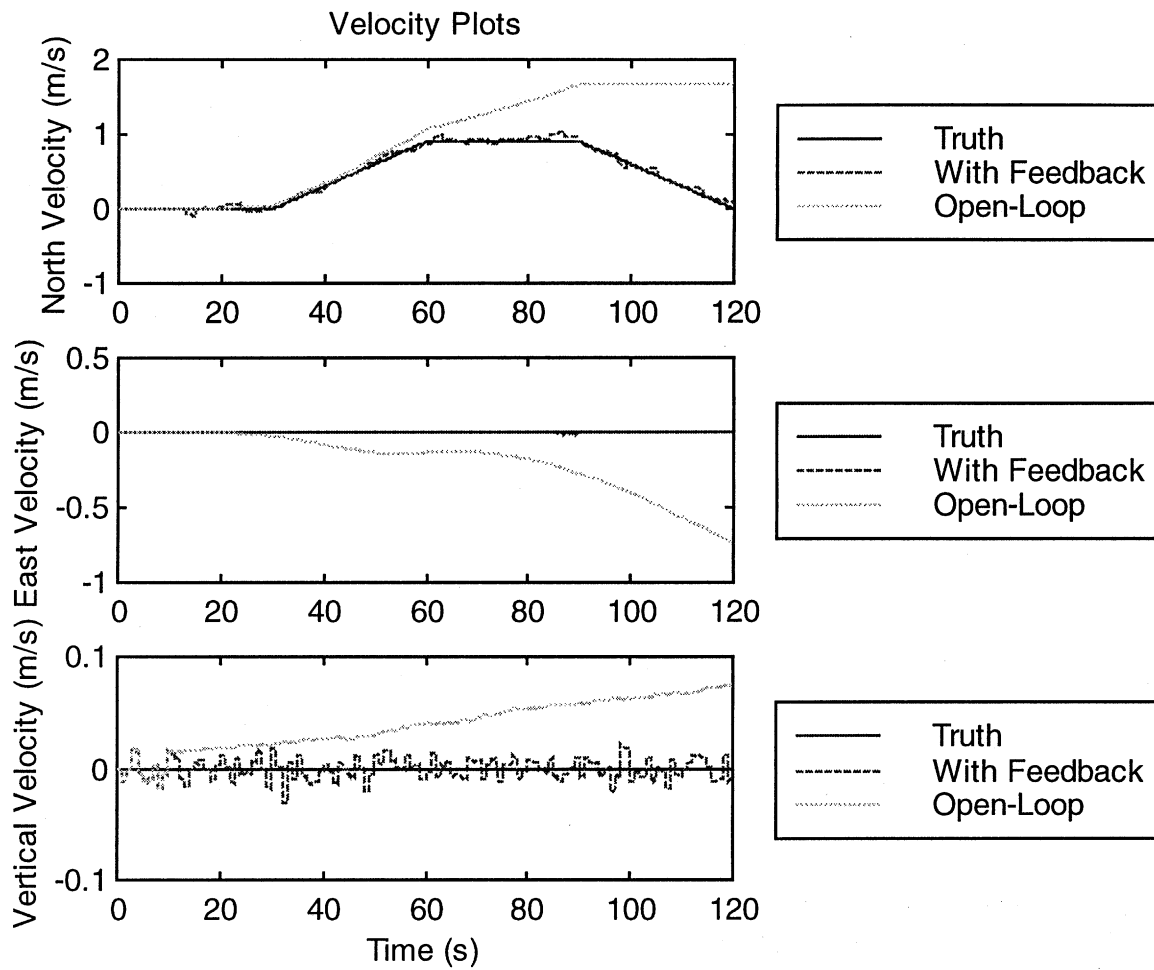 Velocity Plots
North Velocity (m/s)
2
1
0
-1
0 20 40 60 80 100 120
Truth
With Feedback
Open-Loop
East Velocity (m/s)
0.5
0
-0.5
-1
0 20 40 60 80 100 120
Truth
With Feedback
Open-Loop
Vertical Velocity (m/s)
0.1
0
-0.1
0 20 40 60 80 100 120
Time (s)
Truth
With Feedback
Open-Loop